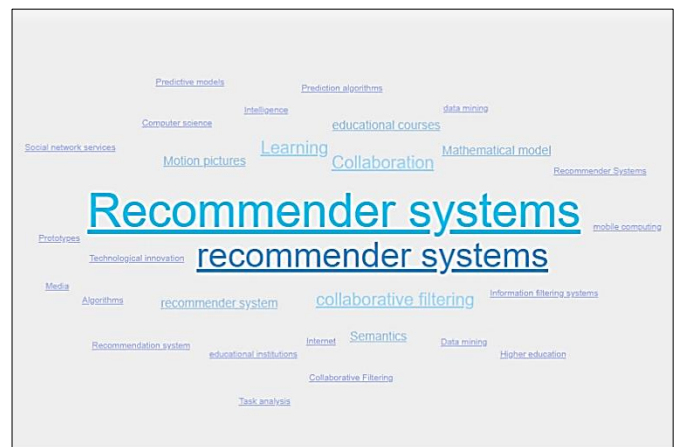 Predictive models
Prediction algorithms
Intelligence
data mining
Computer science
educational courses
Social network services
Learning
Mathematical model
Motion pictures
Collaboration
Recommender Systems
Recommender systems
mobile computing
Prototypes
Technological innovation
recommender systems
Media
Algorithms
recommender system
collaborative filtering
Information filtering systems
Recommendation system
Internet
Semantics
Data mining
educational institutions
Higher education
Collaborative Filtering
Task analysis